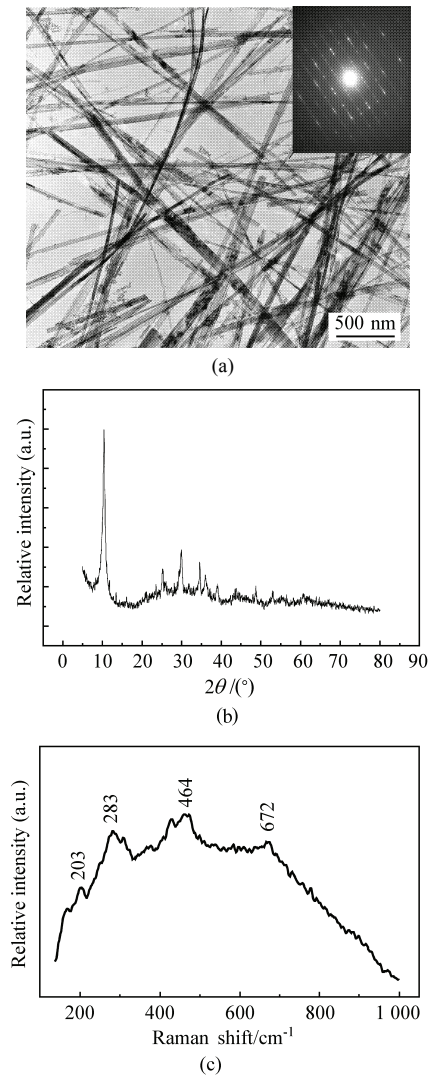 500 nm
(a)
Relative intensity (a.u.)
0 10 20 30 40 50 60 70 80 90
2θ/(°)
(b)
Relative intensity (a.u.)
203
283
464
672
200 400 600 800 1 000
Raman shift/cm⁻¹
(c)